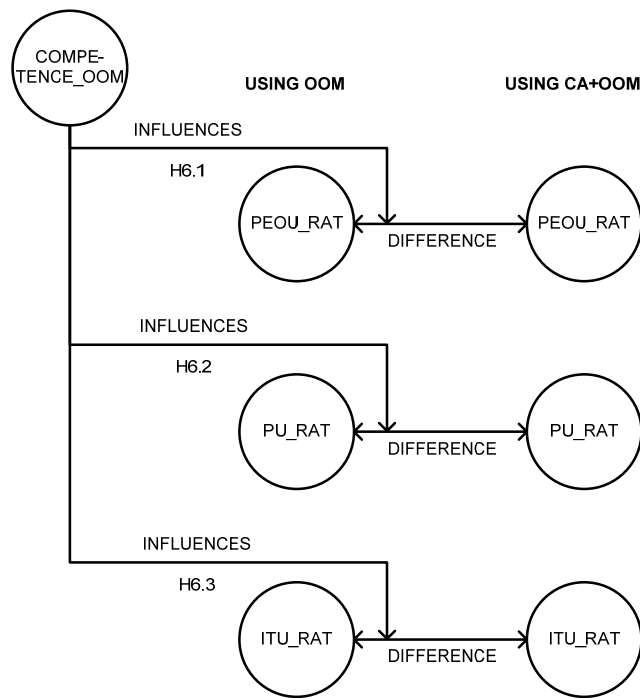 COMPE-
TENCE_OOM
USING OOM
USING CA+OOM
INFLUENCES
H6.1
PEOU_RAT
DIFFERENCE
PEOU_RAT
INFLUENCES
H6.2
PU_RAT
DIFFERENCE
PU_RAT
INFLUENCES
H6.3
ITU_RAT
DIFFERENCE
ITU_RAT